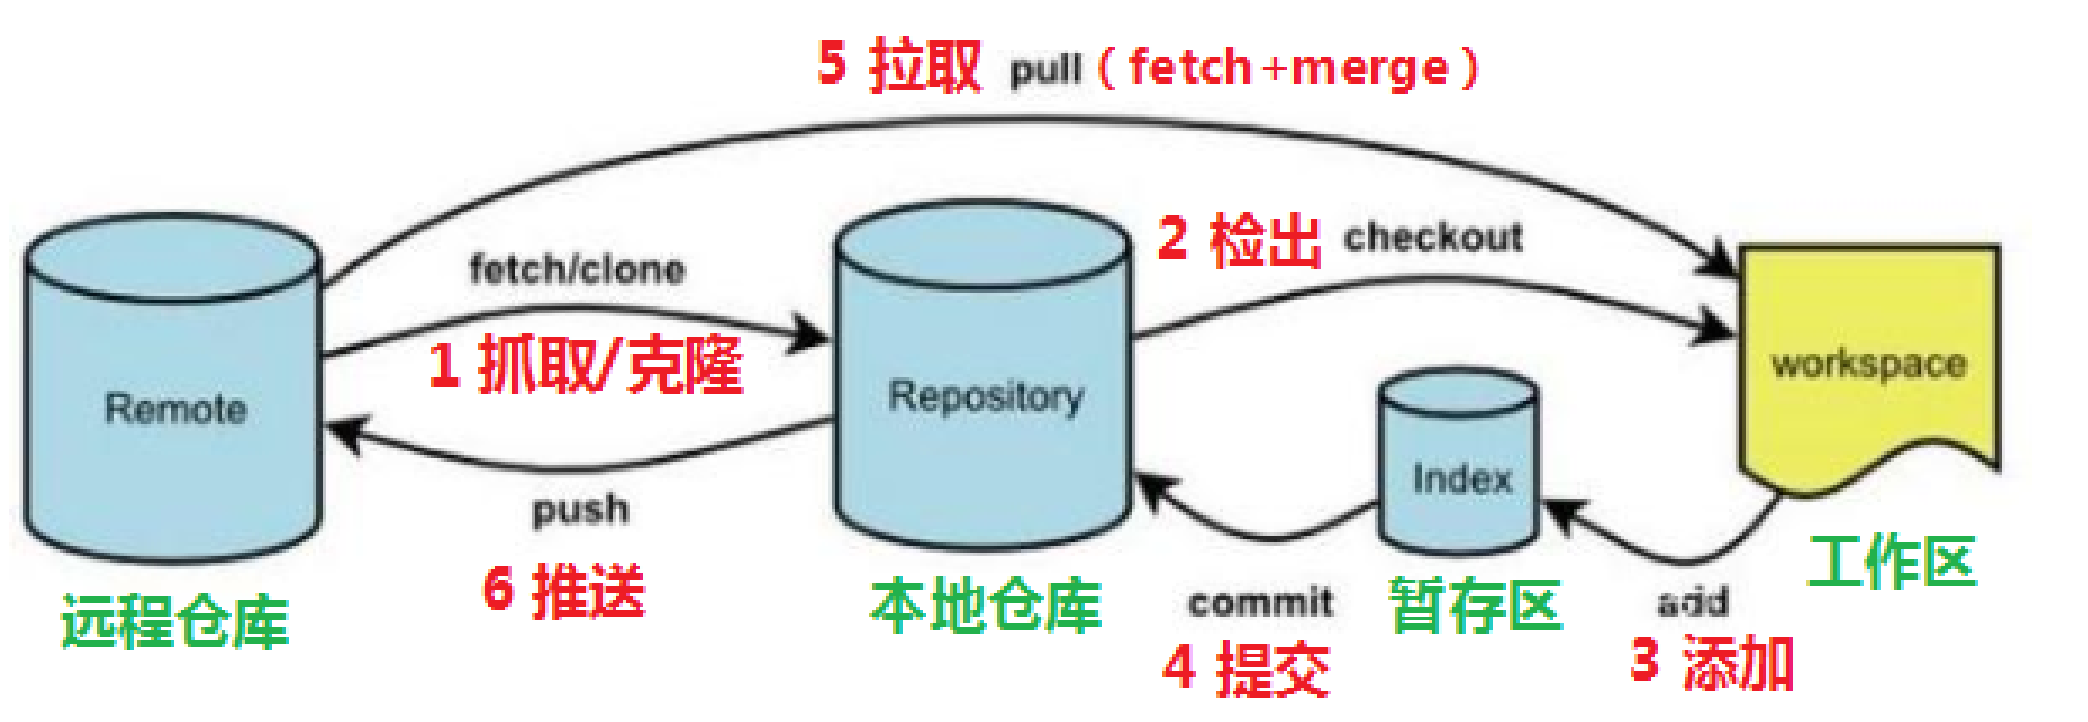 5 拉取 pull（fetch+merge）
2 检出 checkout
fetch/clone
1 抓取/克隆
Remote
Repository
workspace
Index
push
6 推送
远程仓库
本地仓库
commit
4 提交
暂存区
add
3 添加
工作区